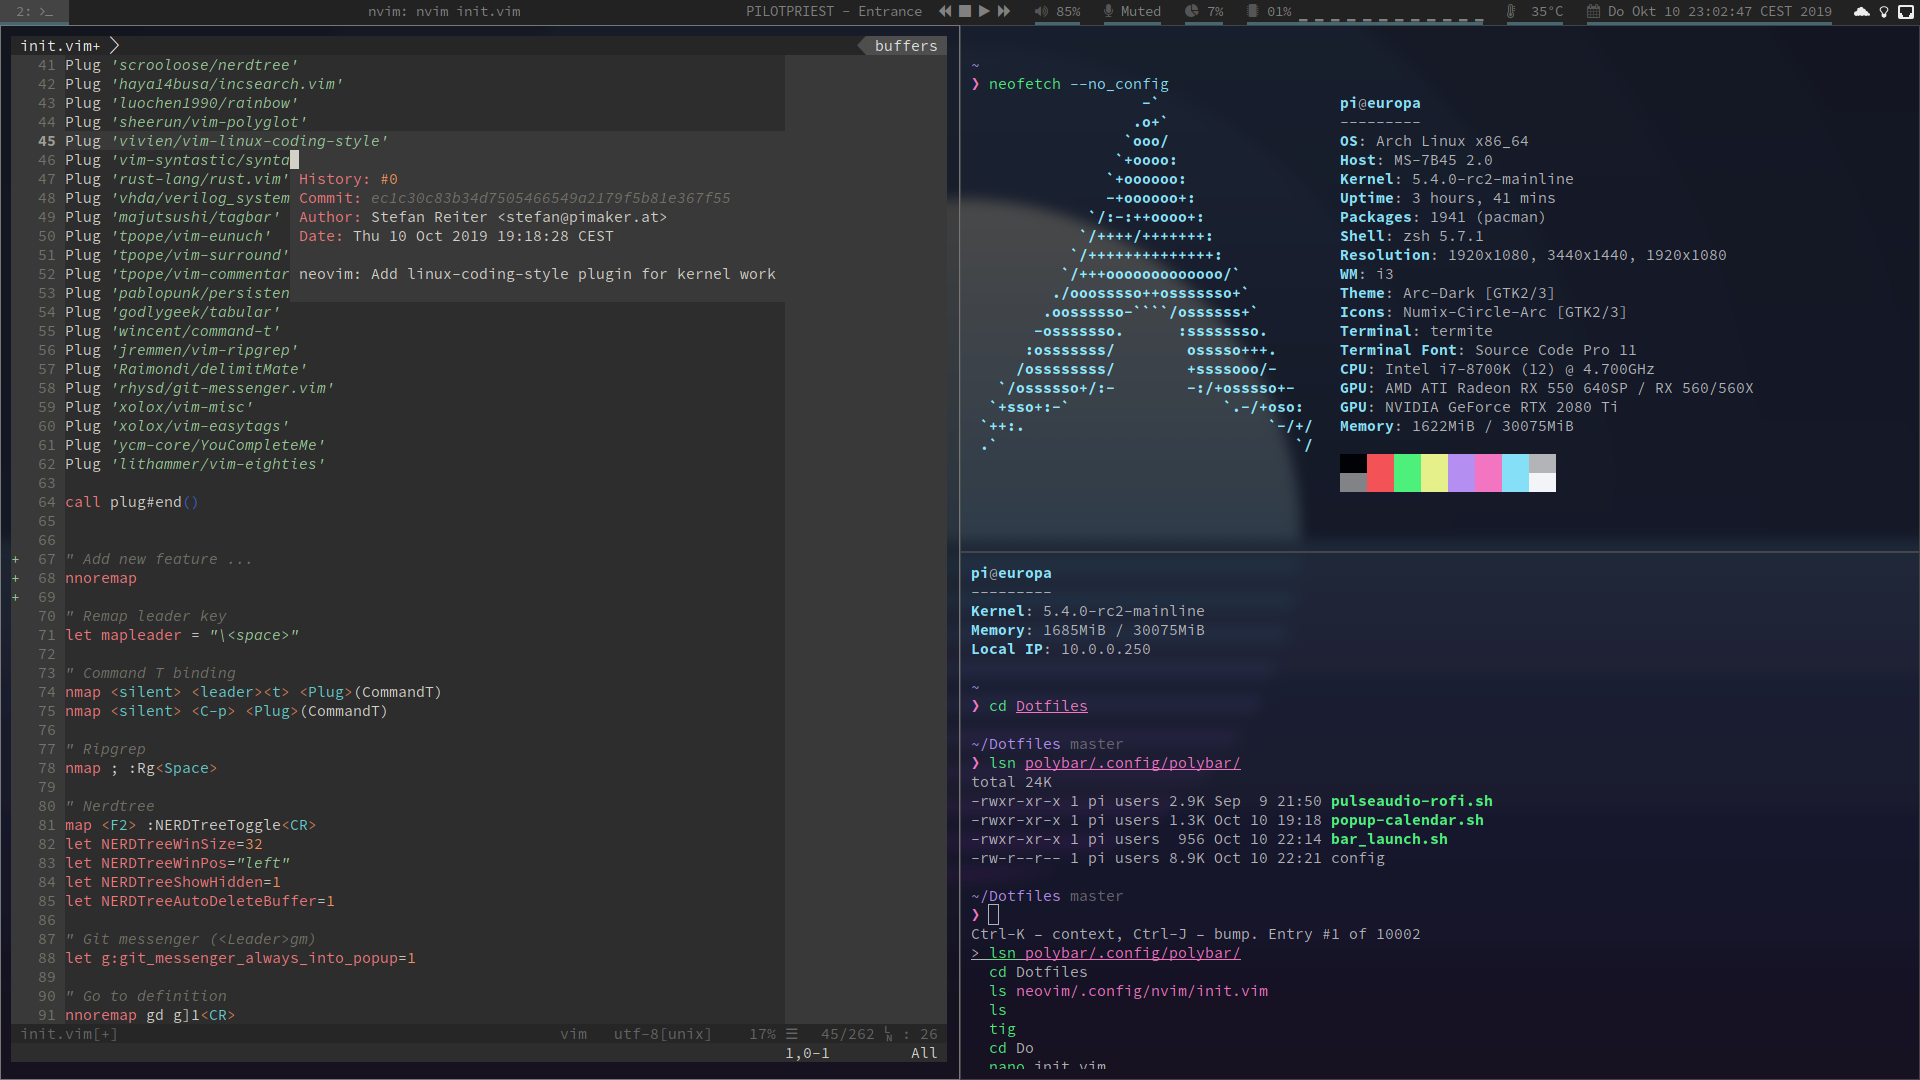 2: >_
nvim: nvim init.vim
PILOTPRIEST – Entrance
85%
Muted
7%
01%
35°C
Do Okt 10 23:02:47 CEST 2019
init.vim+
buffers
41 Plug 'scrooloose/nerdtree'
42 Plug 'haya14busa/incsearch.vim'
43 Plug 'luochen1990/rainbow'
44 Plug 'sheerun/vim-polyglot'
45 Plug 'vivien/vim-linux-coding-style'
46 Plug 'vim-syntastic/synta
47 Plug 'rust-lang/rust.vim'
48 Plug 'vhda/verilog_system
49 Plug 'majutsushi/tagbar'
50 Plug 'tpope/vim-eunuch'
51 Plug 'tpope/vim-surround'
52 Plug 'tpope/vim-commentar
53 Plug 'pablopunk/persisten
54 Plug 'godlygeek/tabular'
55 Plug 'wincent/command-t'
56 Plug 'jremmen/vim-ripgrep'
57 Plug 'Raimondi/delimitMate'
58 Plug 'rhysd/git-messenger.vim'
59 Plug 'xolox/vim-misc'
60 Plug 'xolox/vim-easytags'
61 Plug 'ycm-core/YouCompleteMe'
62 Plug 'lithammer/vim-eighties'
63
64 call plug#end()
65
66
+ 67 " Add new feature ...
+ 68 nnoremap
+ 69
70 " Remap leader key
71 let mapleader = "\<space>"
72
73 " Command T binding
74 nmap <silent> <leader><t> <Plug>(CommandT)
75 nmap <silent> <C-p> <Plug>(CommandT)
76
77 " Ripgrep
78 nmap ; :Rg<Space>
79
80 " Nerdtree
81 map <F2> :NERDTreeToggle<CR>
82 let NERDTreeWinSize=32
83 let NERDTreeWinPos="left"
84 let NERDTreeShowHidden=1
85 let NERDTreeAutoDeleteBuffer=1
86
87 " Git messenger (<Leader>gm)
88 let g:git_messenger_always_into_popup=1
89
90 " Go to definition
91 nnoremap gd g]1<CR>
init.vim[+]
vim utf-8[unix] 17% ☰ 45/262 : 26
1,0-1 All
History: #0
Commit: ec1c30c83b34d7505466549a2179f5b81e367f55
Author: Stefan Reiter <stefan@pimaker.at>
Date: Thu 10 Oct 2019 19:18:28 CEST
neovim: Add linux-coding-style plugin for kernel work
~
❯ neofetch --no_config
-`
.o+`
`ooo/
`+oooo:
`+oooooo:
-+oooooo+:
`/:-:++oooo+:
`/++++/+++++++:
`/++++++++++++++:
`/+++ooooooooooooo/`
./ooosssso++osssssso+`
.oossssso-````/ossssss+`
-osssssso. :ssssssso.
:osssssss/ osssso+++.
/ossssssss/ +ssssooo/-
`/ossssso+/:- -:/+osssso+-
`+sso+:-` `.-/+oso:
`++:. `-/+/
.` `/
pi@europa
---------
OS: Arch Linux x86_64
Host: MS-7B45 2.0
Kernel: 5.4.0-rc2-mainline
Uptime: 3 hours, 41 mins
Packages: 1941 (pacman)
Shell: zsh 5.7.1
Resolution: 1920x1080, 3440x1440, 1920x1080
WM: i3
Theme: Arc-Dark [GTK2/3]
Icons: Numix-Circle-Arc [GTK2/3]
Terminal: termite
Terminal Font: Source Code Pro 11
CPU: Intel i7-8700K (12) @ 4.700GHz
GPU: AMD ATI Radeon RX 550 640SP / RX 560/560X
GPU: NVIDIA GeForce RTX 2080 Ti
Memory: 1622MiB / 30075MiB
pi@europa
---------
Kernel: 5.4.0-rc2-mainline
Memory: 1685MiB / 30075MiB
Local IP: 10.0.0.250
~
❯ cd Dotfiles
~/Dotfiles master
❯ lsn polybar/.config/polybar/
total 24K
-rwxr-xr-x 1 pi users 2.9K Sep 9 21:50 pulseaudio-rofi.sh
-rwxr-xr-x 1 pi users 1.3K Oct 10 19:18 popup-calendar.sh
-rwxr-xr-x 1 pi users 956 Oct 10 22:14 bar_launch.sh
-rw-r--r-- 1 pi users 8.9K Oct 10 22:21 config
~/Dotfiles master
❯
Ctrl-K – context, Ctrl-J – bump. Entry #1 of 10002
> lsn polybar/.config/polybar/
cd Dotfiles
ls neovim/.config/nvim/init.vim
ls
tig
cd Do
nano init.vim